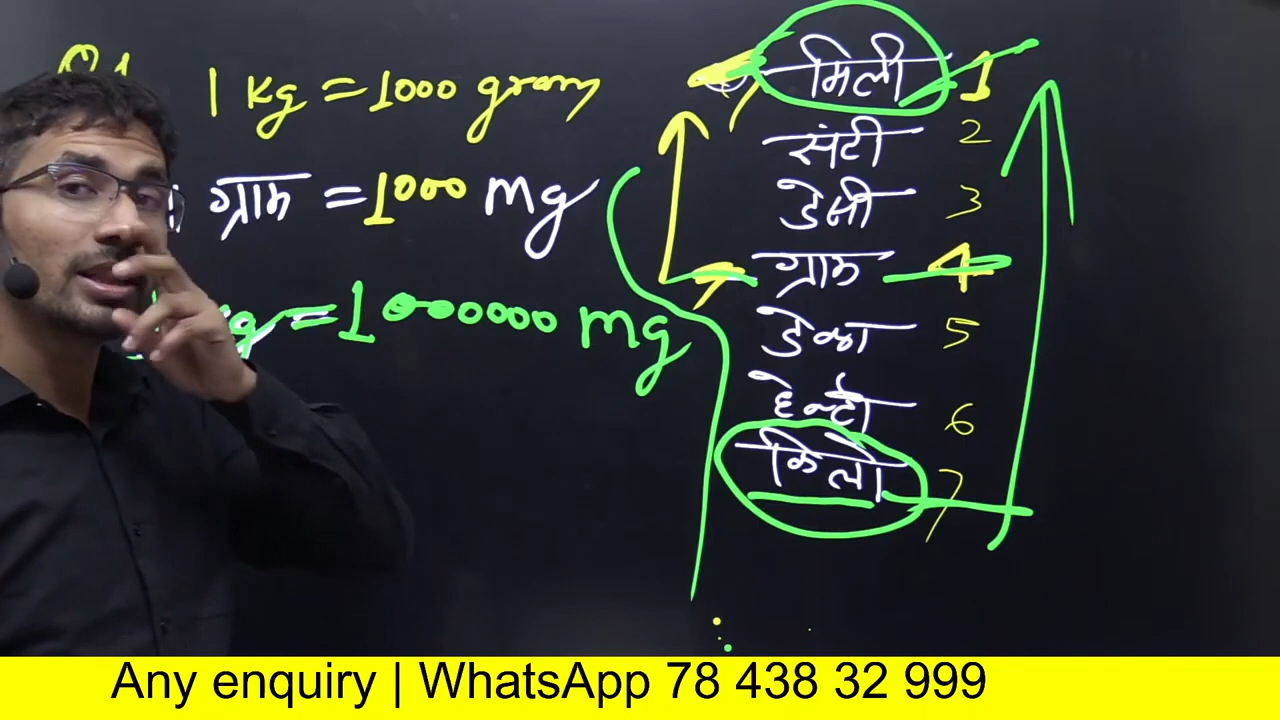 1 Kg = 1000 gram
ग्राम = 1000 mg
kg = 1000000 mg
मिली 1
संटी 2
डेसी 3
ग्राम 4
डेका 5
हेक्टो 6
किलो 7
Any enquiry | WhatsApp 78 438 32 999